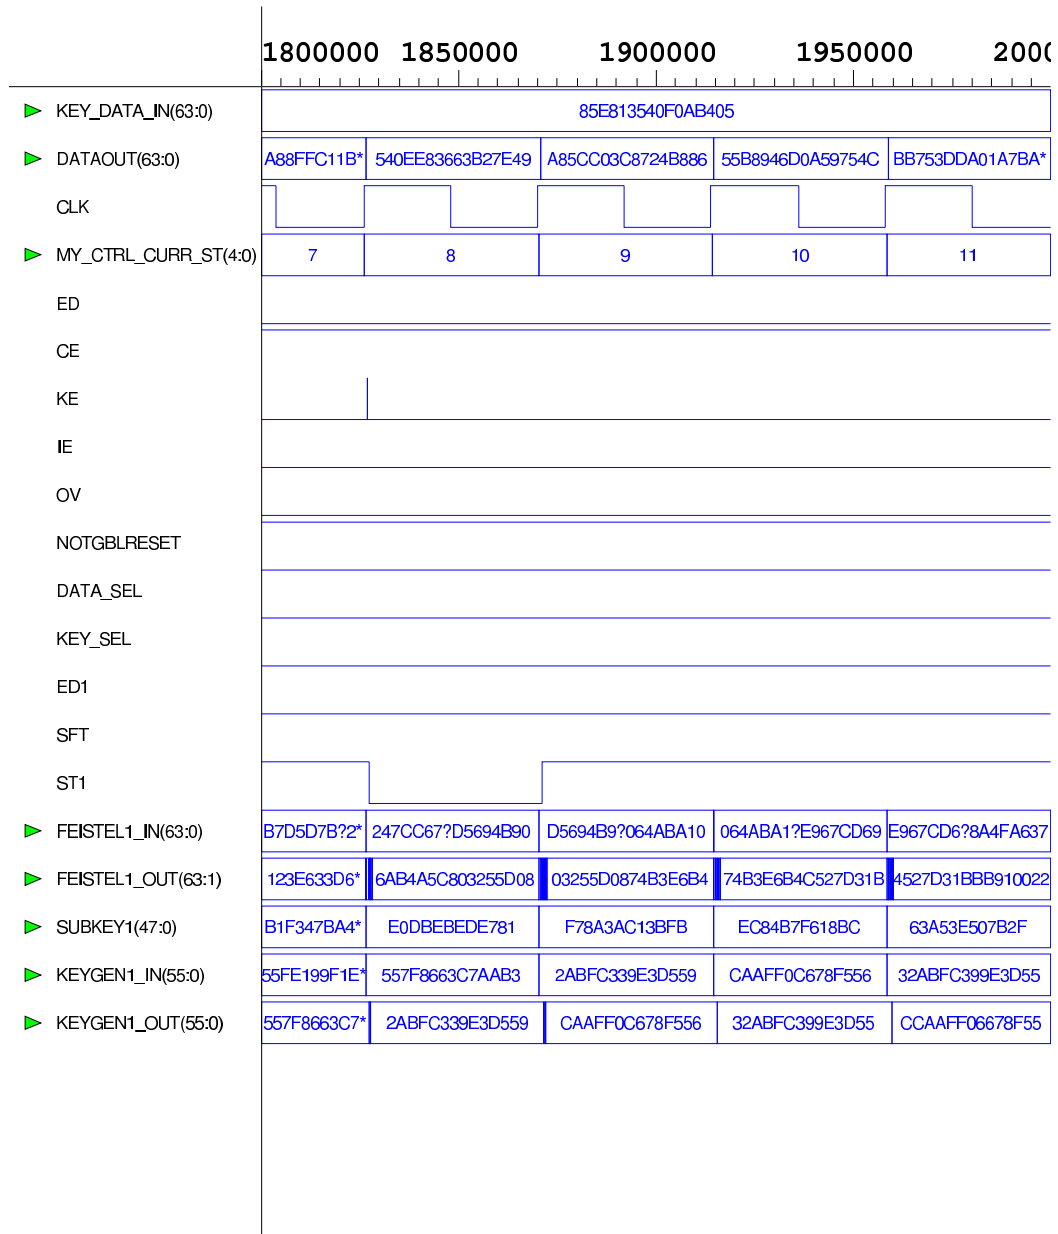 1800000 1850000 1900000 1950000 200
KEY_DATA_IN(63:0) 85E813540F0AB405
DATAOUT(63:0) A88FFC11B* 540EE83663B27E49 A85CC03C8724B886 55B8946D0A59754C BB753DDA01A7BA*
CLK
MY_CTRL_CURR_ST(4:0) 7 8 9 10 11
ED
CE
KE
IE
OV
NOTGBLRESET
DATA_SEL
KEY_SEL
ED1
SFT
ST1
FEISTEL1_IN(63:0) B7D5D7B?2* 247CC67?D5694B90 D5694B9?064ABA10 064ABA1?E967CD69 E967CD6?8A4FA637
FEISTEL1_OUT(63:1) 123E633D6* 6AB4A5C803255D08 03255D0874B3E6B4 74B3E6B4C527D31B 4527D31BBB910022
SUBKEY1(47:0) B1F347BA4* E0DBEBEDE781 F78A3AC13BFB EC84B7F618BC 63A53E507B2F
KEYGEN1_IN(55:0) 55FE199F1E* 557F8663C7AAB3 2ABFC339E3D559 CAAFF0C678F556 32ABFC399E3D55
KEYGEN1_OUT(55:0) 557F8663C7* 2ABFC339E3D559 CAAFF0C678F556 32ABFC399E3D55 CCAAFF06678F55